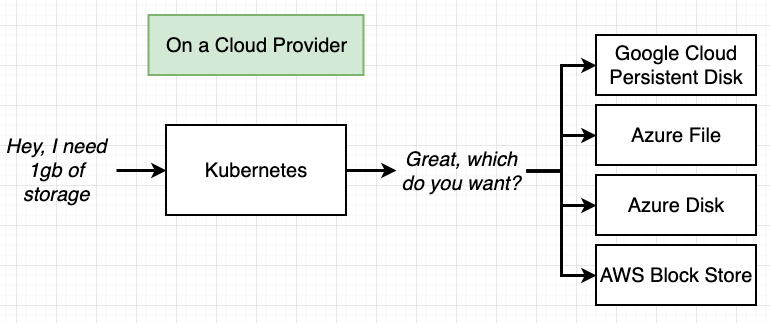 On a Cloud Provider
Hey, I need
1gb of
storage
Kubernetes
Great, which
do you want?
Google Cloud
Persistent Disk
Azure File
Azure Disk
AWS Block Store